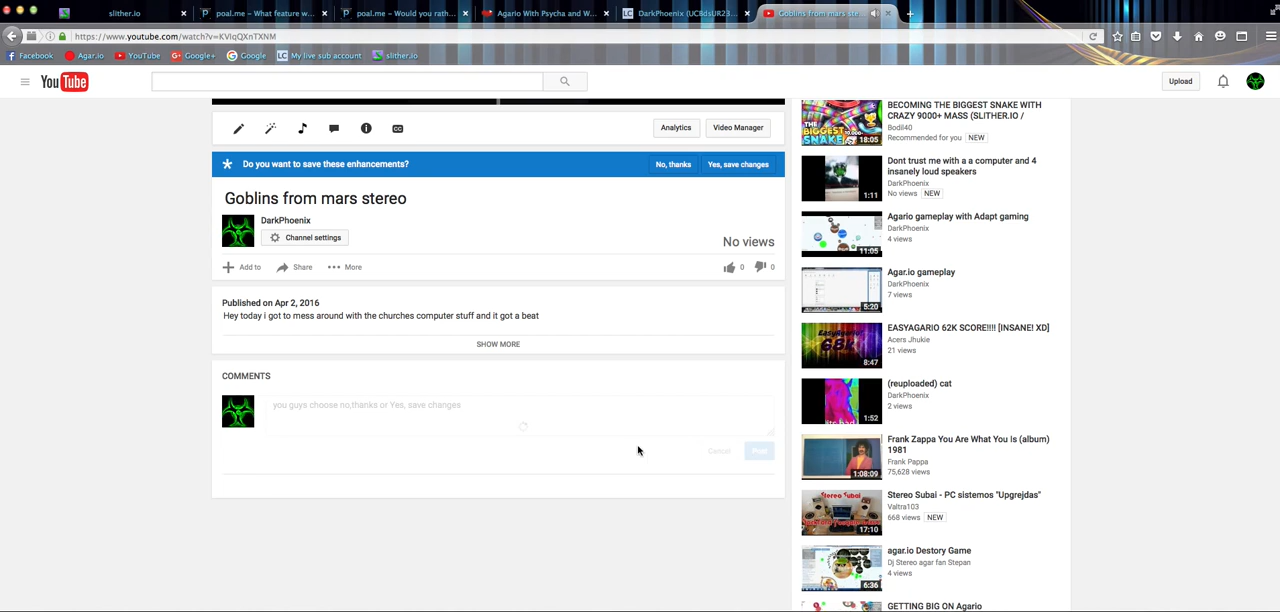 slither.io
poal.me – What feature w...
poal.me – Would you rath...
Agario With Psycha and W...
DarkPhoenix (UCBdsUR23...
Goblins from mars ste...
https://www.youtube.com/watch?v=KVIqQXnTXNM
Facebook Agar.io YouTube Google+ Google My live sub account slither.io
YouTube
Upload
Analytics Video Manager
Do you want to save these enhancements? No, thanks Yes, save changes
Goblins from mars stereo
DarkPhoenix
Channel settings
No views
Add to Share More 0 0
Published on Apr 2, 2016
Hey today i got to mess around with the churches computer stuff and it got a beat
SHOW MORE
COMMENTS
you guys choose no,thanks or Yes, save changes
Cancel Post
BECOMING THE BIGGEST SNAKE WITH
CRAZY 9000+ MASS (SLITHER.IO /
Bodil40
Recommended for you NEW
THE BIGGEST SNAKE
18:05
Dont trust me with a a computer and 4
insanely loud speakers
DarkPhoenix
No views NEW
1:11
Agario gameplay with Adapt gaming
DarkPhoenix
4 views
11:05
Agar.io gameplay
DarkPhoenix
7 views
5:20
EASYAGARIO 62K SCORE!!!! [INSANE! XD]
Acers Jhukie
21 views
8:47
(reuploaded) cat
DarkPhoenix
2 views
1:52
Frank Zappa You Are What You is (album)
1981
Frank Pappa
75,628 views
1:08:09
Stereo Subai - PC sistemos "Upgrejdas"
Valtra103
668 views NEW
Stereo Subai
17:10
agar.io Destory Game
Dj Stereo agar fan Stepan
4 views
6:36
GETTING BIG ON Agario